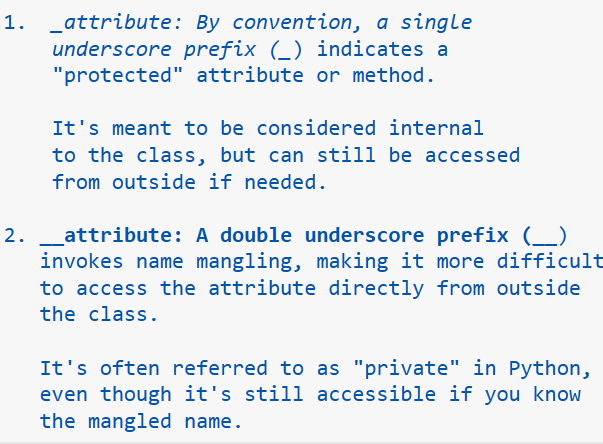 1. _attribute: By convention, a single
underscore prefix (_) indicates a
"protected" attribute or method.
It's meant to be considered internal
to the class, but can still be accessed
from outside if needed.
2. __attribute: A double underscore prefix (__)
invokes name mangling, making it more difficult
to access the attribute directly from outside
the class.
It's often referred to as "private" in Python,
even though it's still accessible if you know
the mangled name.